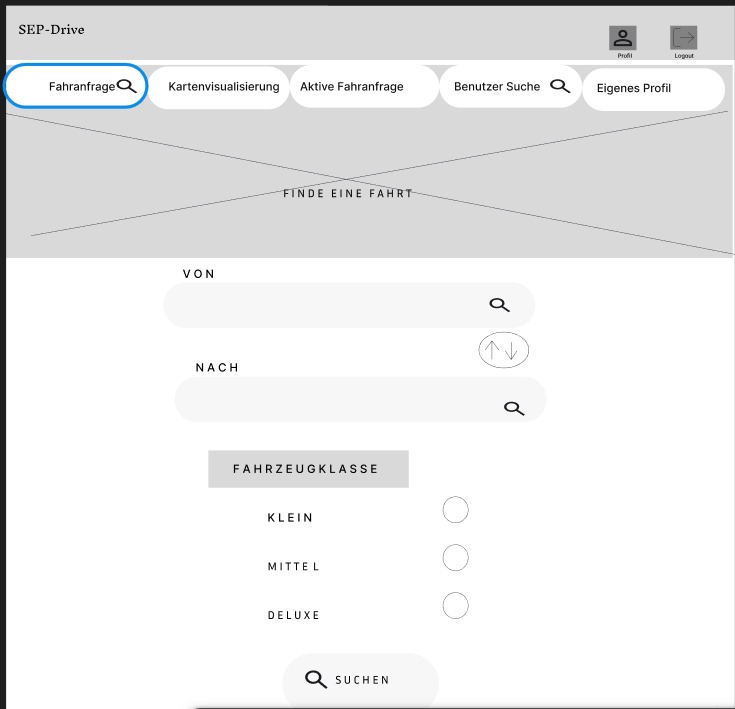 SEP-Drive
Profil
Logout
Fahranfrage
Kartenvisualisierung
Aktive Fahranfrage
Benutzer Suche
Eigenes Profil
FINDE EINE FAHRT
VON
NACH
FAHRZEUGKLASSE
KLEIN
MITTEL
DELUXE
SUCHEN